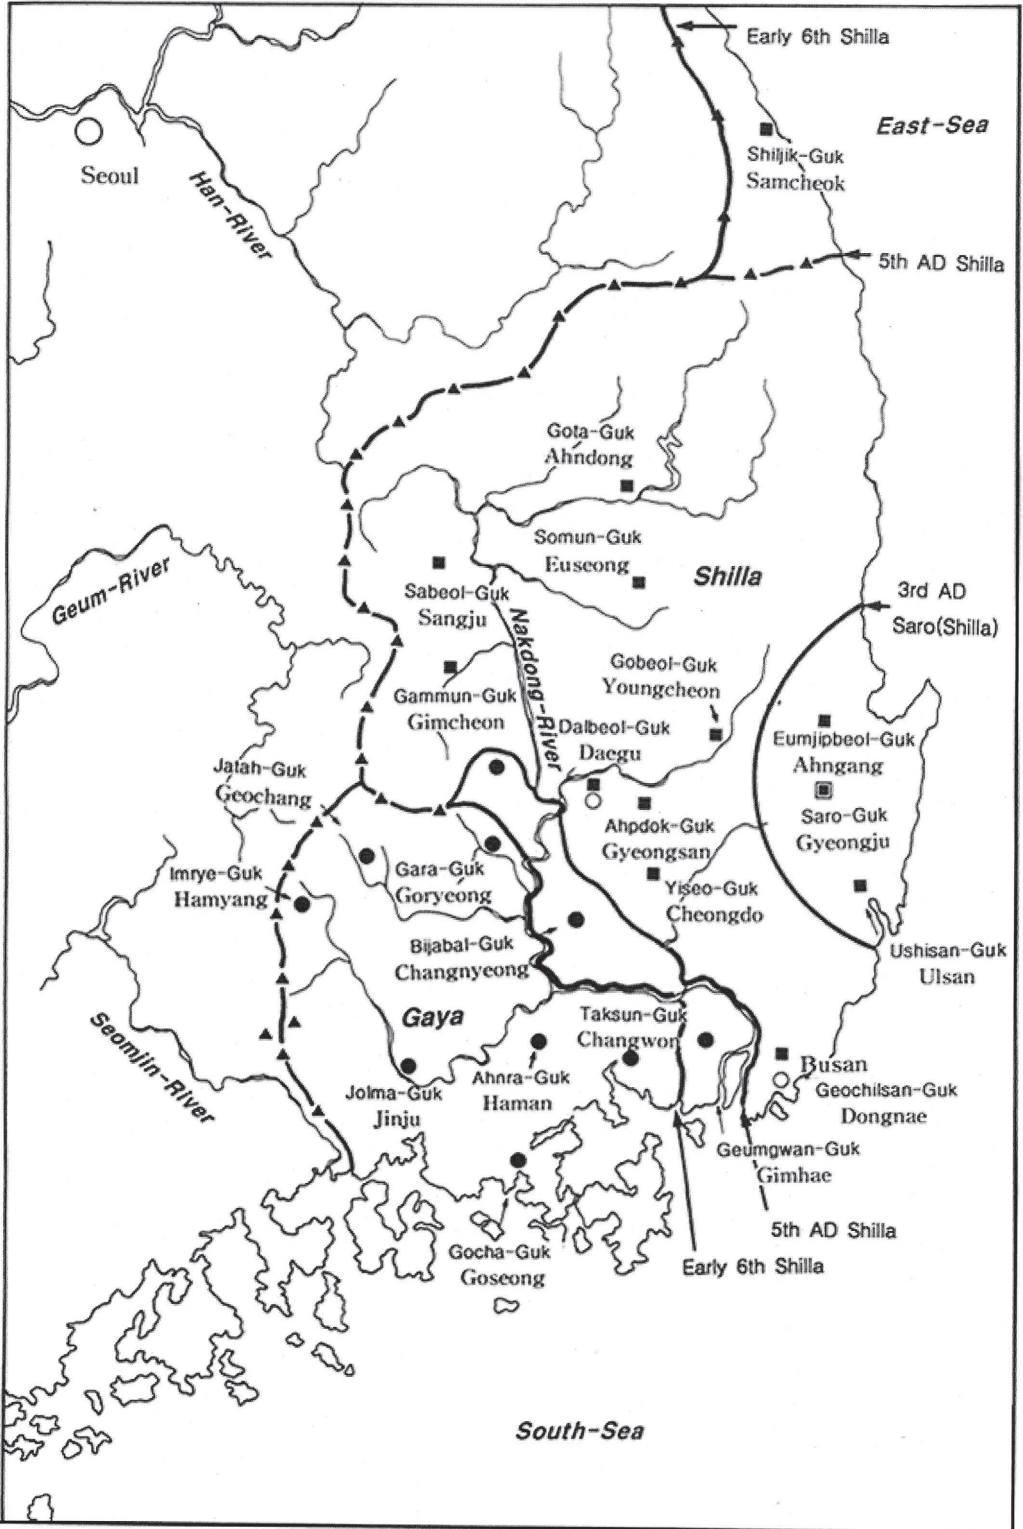 Early 6th Shilla
East-Sea
Shiljik-Guk
Samcheok
Seoul
Han-River
5th AD Shilla
Gota-Guk
Ahndong
Somun-Guk
Euseong
Shilla
Geum-River
Sabeol-Guk
Sangju
3rd AD
Saro(Shilla)
Nakdong-River
Gobeol-Guk
Youngcheon
Gammun-Guk
Gimcheon
Dalbeol-Guk
Daegu
Eumjipbeol-Guk
Ahngang
Jatah-Guk
Geochang
Saro-Guk
Gyeongju
Ahpdok-Guk
Gyeongsan
Imrye-Guk
Hamyang
Gara-Guk
Goryeong
Yiseo-Guk
Cheongdo
Bijabal-Guk
Changnyeong
Ushisan-Guk
Ulsan
Gaya
Taksun-Guk
Changwon
Seomjin-River
Busan
Geochilsan-Guk
Dongnae
Jolma-Guk
Jinju
Ahnra-Guk
Haman
Geumgwan-Guk
Gimhae
5th AD Shilla
Early 6th Shilla
Gocha-Guk
Goseong
South-Sea